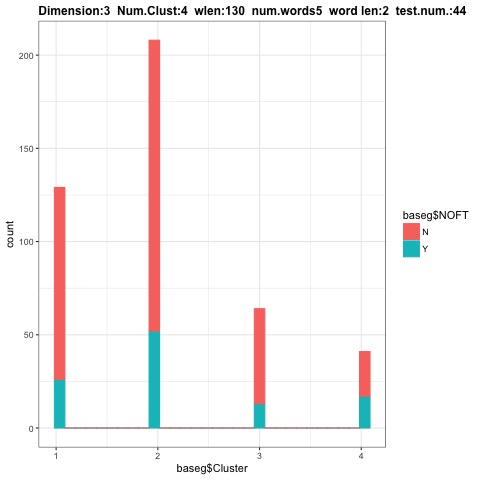 Dimension:3 Num.Clust:4 wlen:130 num.words5 word len:2 test.num.:44
200
150
100
50
0
count
1 2 3 4
baseg$Cluster
baseg$NOFT
N
Y